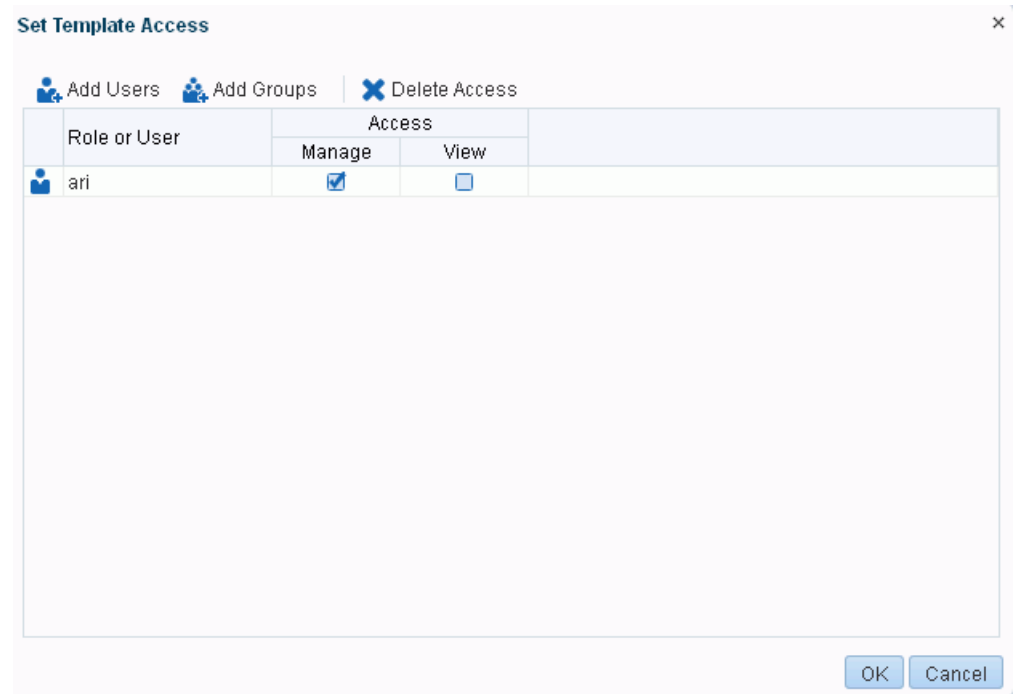 Set Template Access
Add Users Add Groups Delete Access
Role or User
Access
Manage View
ari
OK Cancel